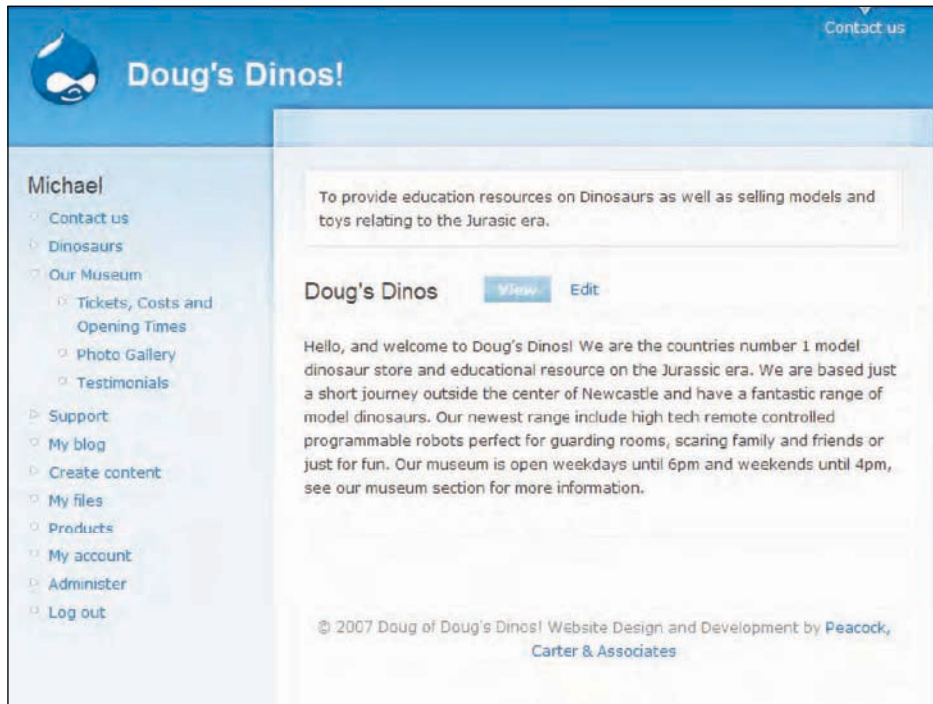 Contact us
Doug's Dinos!
Michael
Contact us
Dinosaurs
Our Museum
Tickets, Costs and
Opening Times
Photo Gallery
Testimonials
Support
My blog
Create content
My files
Products
My account
Administer
Log out
To provide education resources on Dinosaurs as well as selling models and
toys relating to the Jurasic era.
Doug's Dinos View Edit
Hello, and welcome to Doug's Dinos! We are the countries number 1 model
dinosaur store and educational resource on the Jurassic era. We are based just
a short journey outside the center of Newcastle and have a fantastic range of
model dinosaurs. Our newest range include high tech remote controlled
programmable robots perfect for guarding rooms, scaring family and friends or
just for fun. Our museum is open weekdays until 6pm and weekends until 4pm,
see our museum section for more information.
© 2007 Doug of Doug's Dinos! Website Design and Development by Peacock,
Carter & Associates